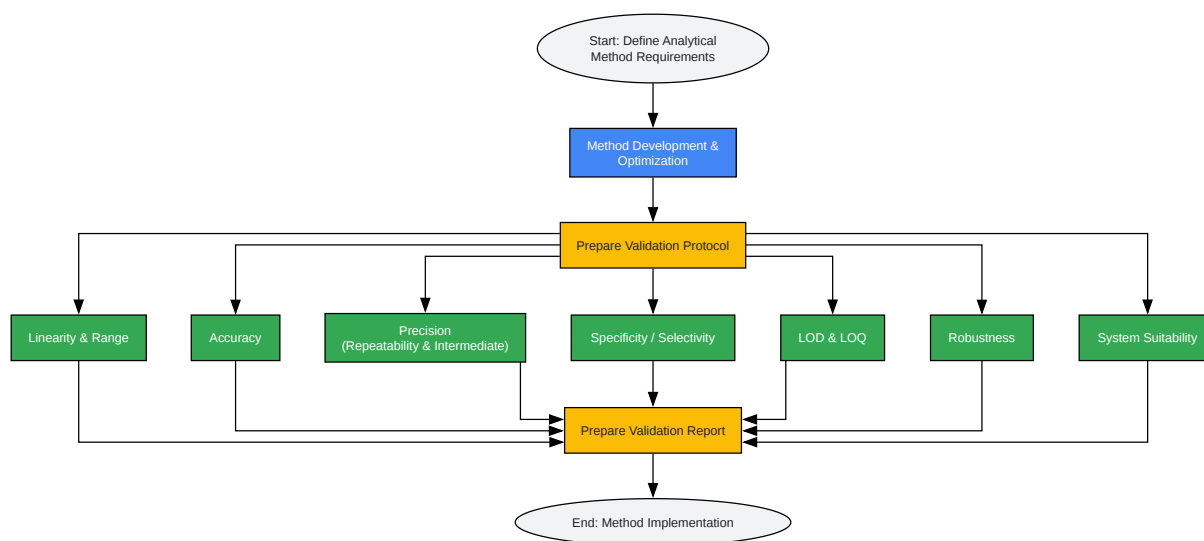 Start: Define Analytical
Method Requirements
Method Development &
Optimization
Prepare Validation Protocol
Linearity & Range
Accuracy
Precision
(Repeatability & Intermediate)
Specificity / Selectivity
LOD & LOQ
Robustness
System Suitability
Prepare Validation Report
End: Method Implementation